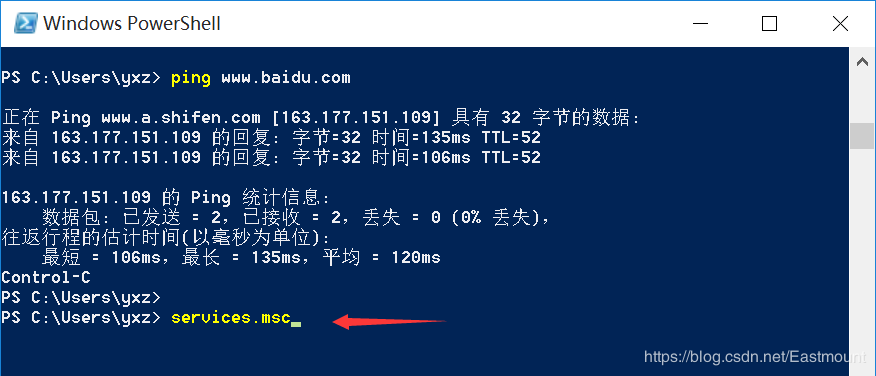 Windows PowerShell
PS C:\Users\yxz> ping www.baidu.com
正在 Ping www.a.shifen.com [163.177.151.109] 具有 32 字节的数据:
来自 163.177.151.109 的回复: 字节=32 时间=135ms TTL=52
来自 163.177.151.109 的回复: 字节=32 时间=106ms TTL=52
163.177.151.109 的 Ping 统计信息:
数据包: 已发送 = 2，已接收 = 2，丢失 = 0 (0% 丢失)，
往返行程的估计时间(以毫秒为单位):
最短 = 106ms，最长 = 135ms，平均 = 120ms
Control-C
PS C:\Users\yxz>
PS C:\Users\yxz> services.msc
https://blog.csdn.net/Eastmount